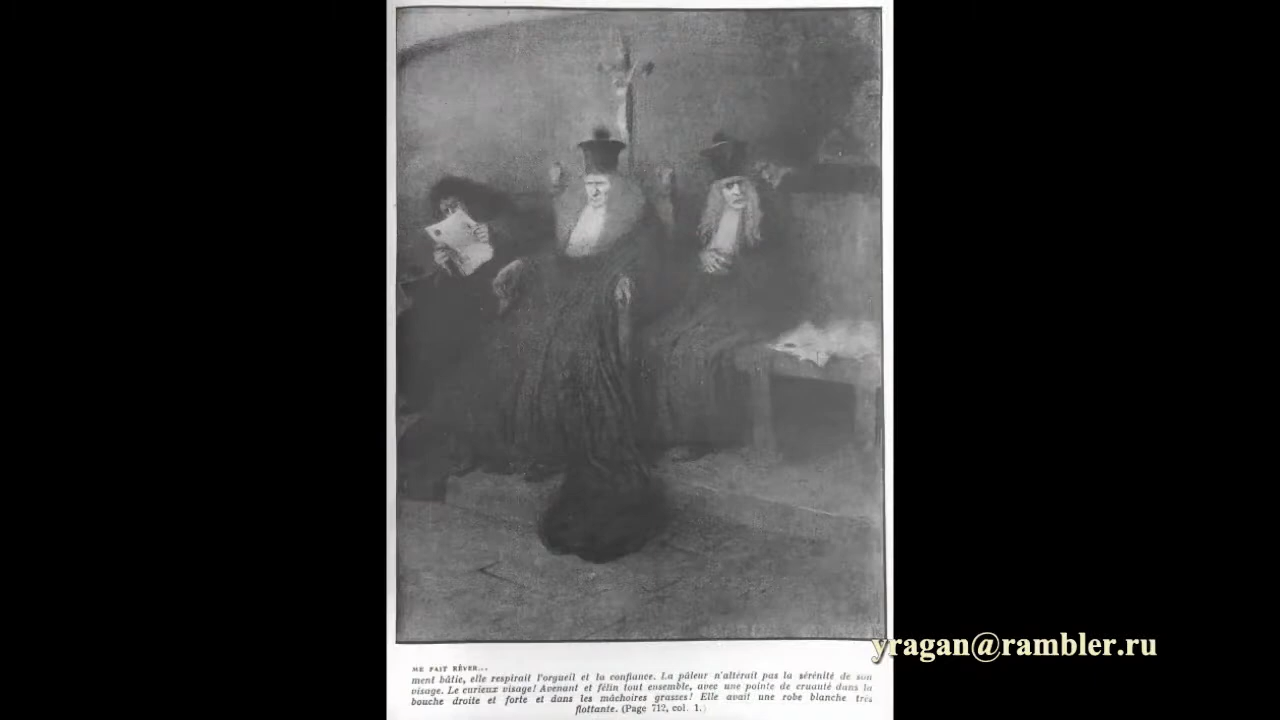 yragan@rambler.ru
ME FAIT RÊVER...
ment bâtie, elle respirait l'orgueil et la confiance. La pâleur n'altérait pas la sérénité de son
visage. Le curieux visage! Avenant et félin tout ensemble, avec une pointe de cruauté dans la
bouche droite et forte et dans les mâchoires grasses! Elle avait une robe blanche très
flottante. (Page 712, col. 1.)